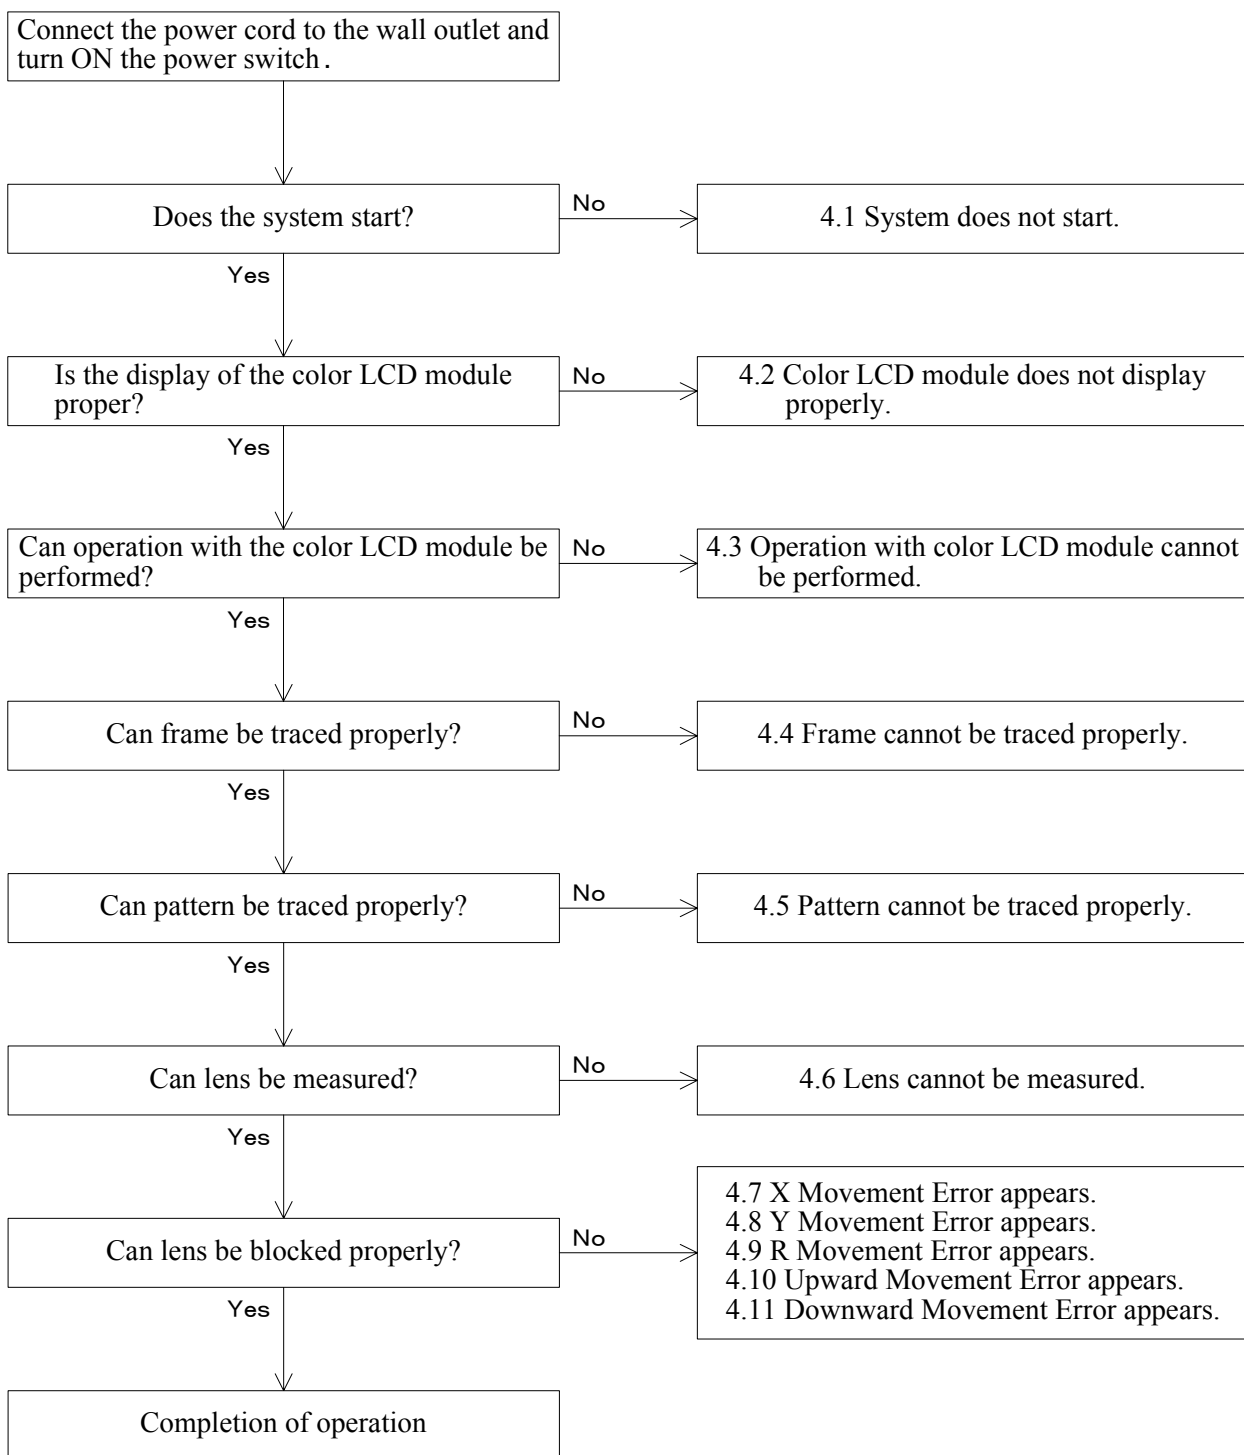 Connect the power cord to the wall outlet and
turn ON the power switch.
Does the system start?
No
4.1 System does not start.
Yes
Is the display of the color LCD module
proper?
No
4.2 Color LCD module does not display
properly.
Yes
Can operation with the color LCD module be
performed?
No
4.3 Operation with color LCD module cannot
be performed.
Yes
Can frame be traced properly?
No
4.4 Frame cannot be traced properly.
Yes
Can pattern be traced properly?
No
4.5 Pattern cannot be traced properly.
Yes
Can lens be measured?
No
4.6 Lens cannot be measured.
Yes
Can lens be blocked properly?
No
4.7 X Movement Error appears.
4.8 Y Movement Error appears.
4.9 R Movement Error appears.
4.10 Upward Movement Error appears.
4.11 Downward Movement Error appears.
Yes
Completion of operation